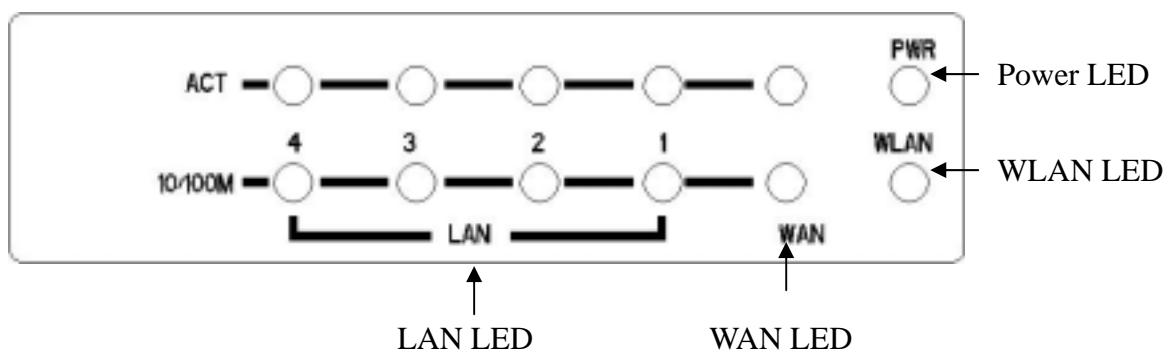 PWR
ACT
Power LED
4 3 2 1 WLAN
10/100M
WLAN LED
LAN WAN
LAN LED WAN LED